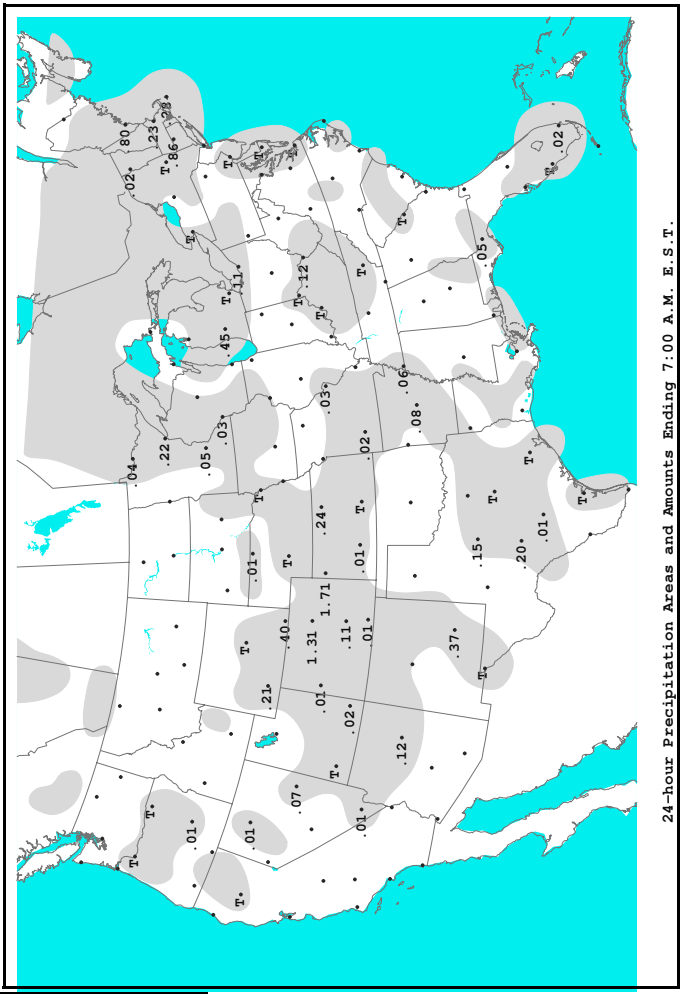 .80
.02
.04
T
T
.23
.22
T
.28
.86
.01
T
.05
.03
.45
T
T
T
.11
T
.01
.01
T
T
.21
.40
T
.07
T
.12
1.31
.01
.24
T
1.71
.03
T
.11
.02
.01
.01
T
T
.02
.01
.12
.06
T
.08
.37
.15
T
.05
T
.20
T
.01
T
.02
T
24-hour Precipitation Areas and Amounts Ending 7:00 A.M. E.S.T.